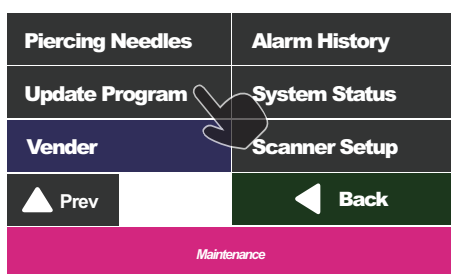 Piercing Needles
Alarm History
Update Program
System Status
Vender
Scanner Setup
Prev
Back
Maintenance